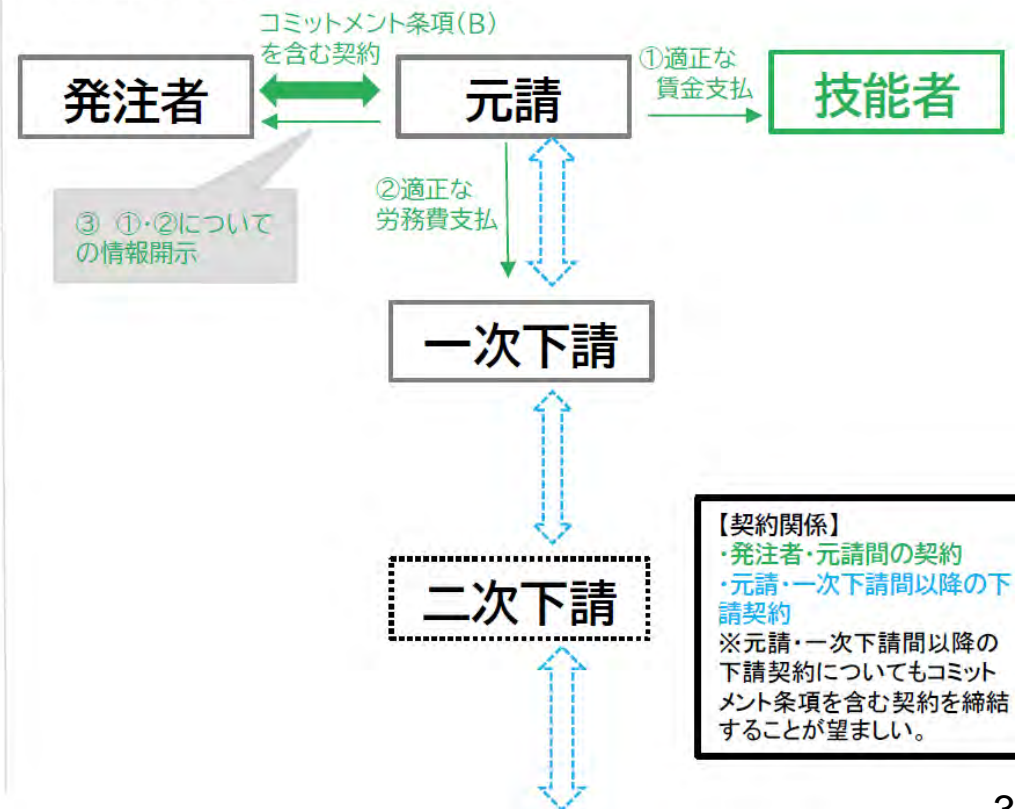 コミットメント条項(B)
を含む契約
発注者
元請
①適正な
賃金支払
技能者
②適正な
労務費支払
③ ①・②について
の情報開示
一次下請
二次下請
【契約関係】
・発注者・元請間の契約
・元請・一次下請間以降の下
請契約
※元請・一次下請間以降の
下請契約についてもコミット
メント条項を含む契約を締結
することが望ましい。
3